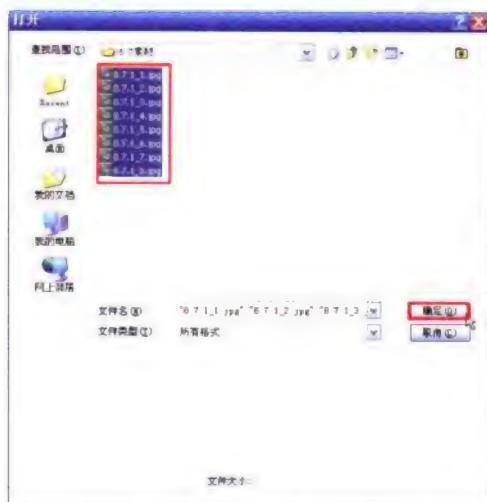 打开
查找范围(I)
Recent
桌面
我的文档
我的电脑
网上邻居
8.7.1_1.jpg
8.7.1_2.jpg
8.7.1_3.jpg
8.7.1_4.jpg
8.7.1_5.jpg
8.7.1_6.jpg
8.7.1_7.jpg
8.7.1_8.jpg
文件名(N) "8 7 1_1 jpg" "8 7 1_2 jpg" "8 7 1_3 确定(O)
文件类型(T) 所有格式 取消(C)
文件大小: